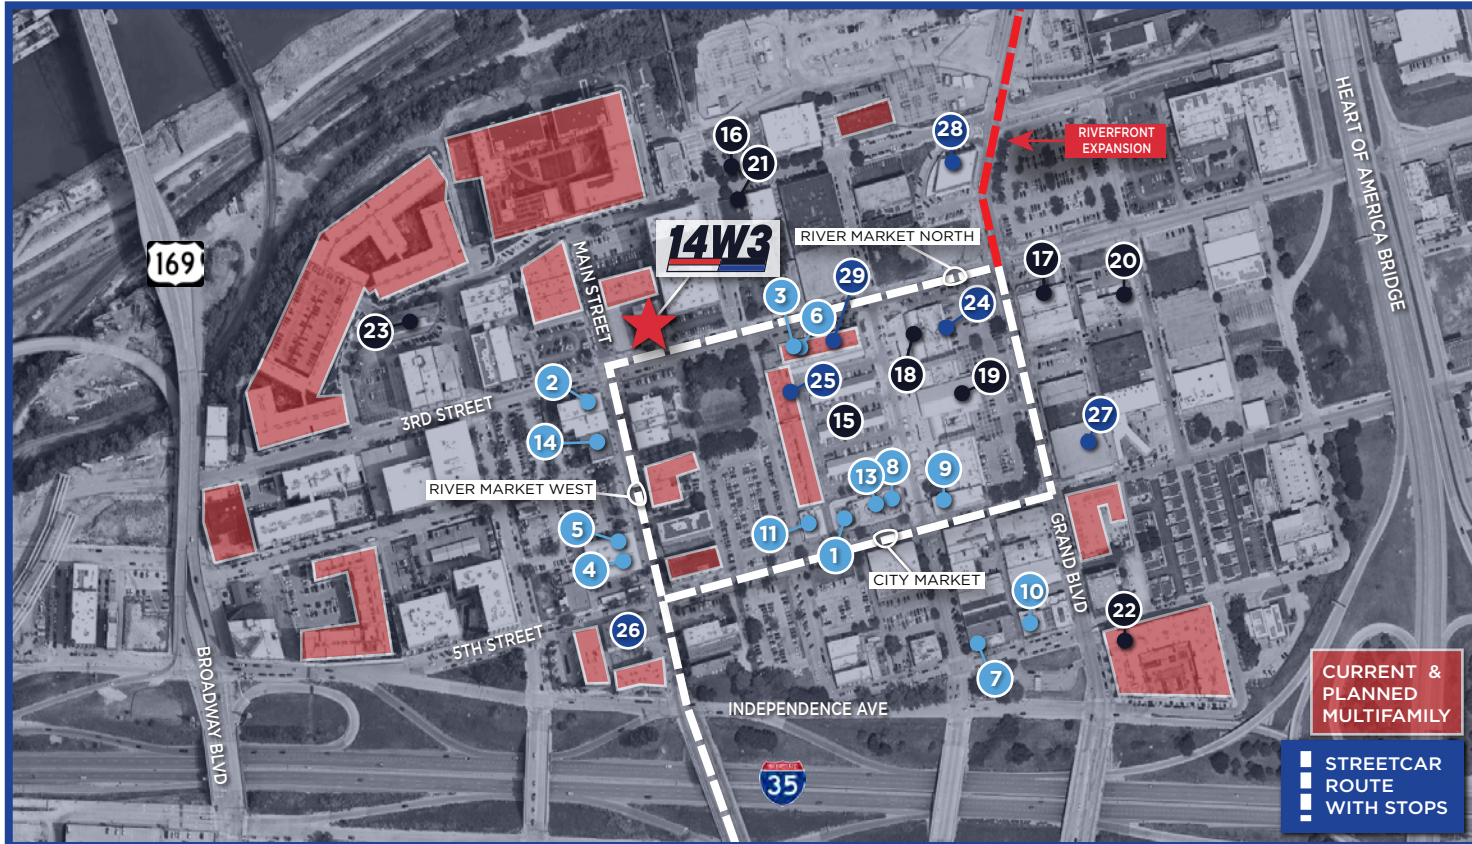 16
28
RIVERFRONT
EXPANSION
21
HEART OF AMERICA BRIDGE
14W3
RIVER MARKET NORTH
MAIN STREET
169
17
20
3
29
6
24
23
2
25
18
19
3RD STREET
15
27
14
13
8
9
RIVER MARKET WEST
5
11
1
4
CITY MARKET
GRAND BLVD
10
22
26
5TH STREET
7
BROADWAY BLVD
INDEPENDENCE AVE
35
CURRENT &
PLANNED
MULTIFAMILY
STREETCAR
ROUTE
WITH STOPS